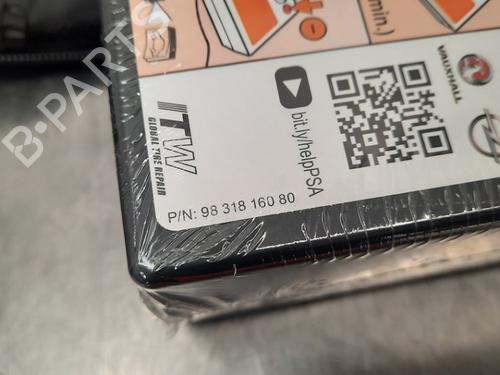 min.)
VAUXHALL
bit.ly/helpPSA
ITW
GLOBAL TIRE REPAIR
P/N: 98 318 160 80
B-PARTS